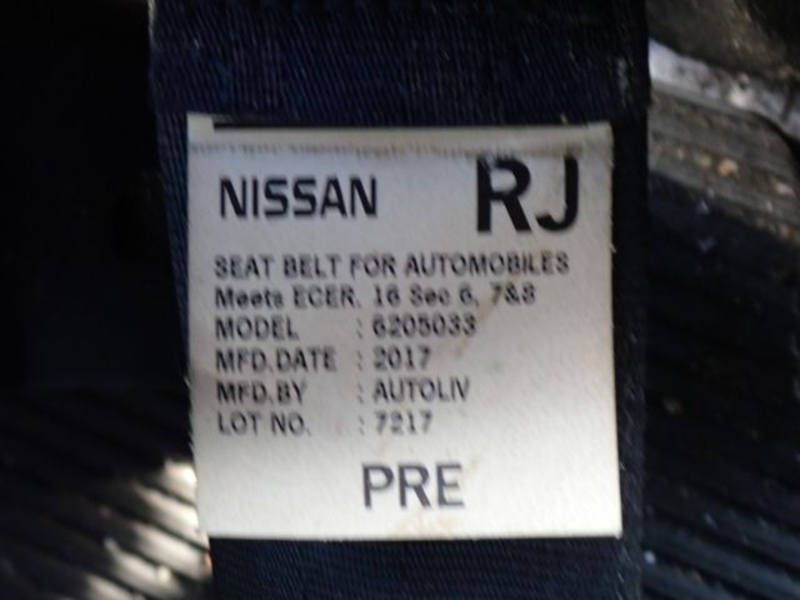 NISSAN RJ
SEAT BELT FOR AUTOMOBILES
Meets ECER. 16 Sec 6, 7&8
MODEL : 6205033
MFD.DATE : 2017
MFD.BY : AUTOLIV
LOT NO. : 7217
PRE